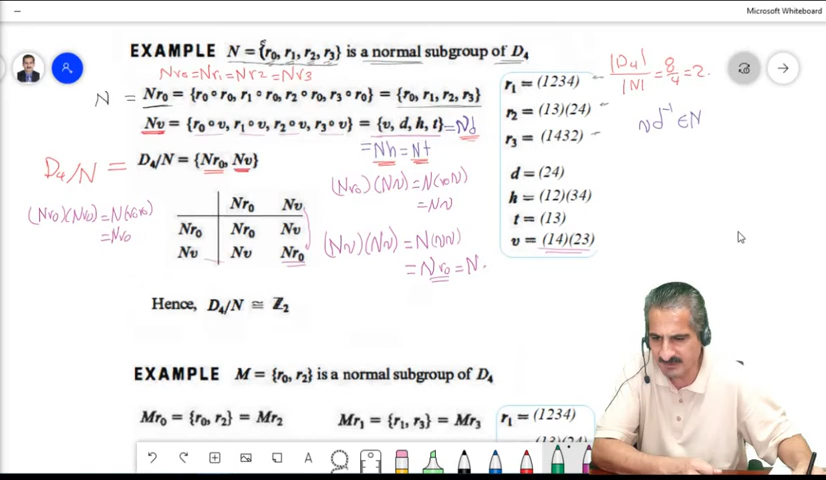 Microsoft Whiteboard
EXAMPLE N = {r₀, r₁, r₂, r₃} is a normal subgroup of D₄
Nr₀ = Nr₁ = Nr₂ = Nr₃
|D₄| / |N| = 8/4 = 2.
N = Nr₀ = {r₀ ∘ r₀, r₁ ∘ r₀, r₂ ∘ r₀, r₃ ∘ r₀} = {r₀, r₁, r₂, r₃}
Nv = {r₀ ∘ v, r₁ ∘ v, r₂ ∘ v, r₃ ∘ v} = {v, d, h, t} = Nd
= Nh = Nt
D₄/N = D₄/N = {Nr₀, Nv}
r₁ = (1234)
r₂ = (13)(24)
r₃ = (1432)
d = (24)
h = (12)(34)
t = (13)
v = (14)(23)
vd⁻¹ ∈ N
(Nr₀)(Nv) = N(r₀v)
= Nv
(Nr₀)(Nr₀) = N(r₀r₀)
= Nr₀
Nr₀ Nv
Nr₀ Nr₀ Nv
Nv Nv Nr₀
(Nv)(Nv) = N(vv)
= Nr₀ = N.
Hence, D₄/N ≅ ℤ₂
EXAMPLE M = {r₀, r₂} is a normal subgroup of D₄
Mr₀ = {r₀, r₂} = Mr₂ Mr₁ = {r₁, r₃} = Mr₃
r₁ = (1234)
(13)(24)
A